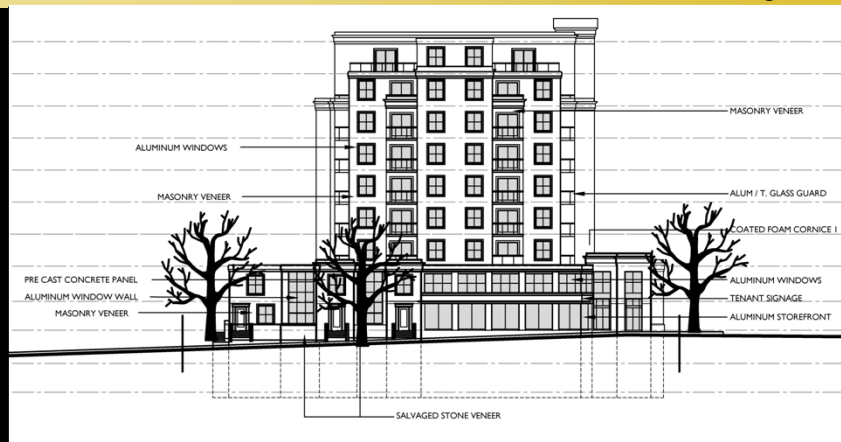 MASONRY VENEER
ALUMINUM WINDOWS
MASONRY VENEER
ALUM / T. GLASS GUARD
COATED FOAM CORNICE
PRE CAST CONCRETE PANEL
ALUMINUM WINDOWS
ALUMINUM WINDOW WALL
TENANT SIGNAGE
MASONRY VENEER
ALUMINUM STOREFRONT
SALVAGED STONE VENEER